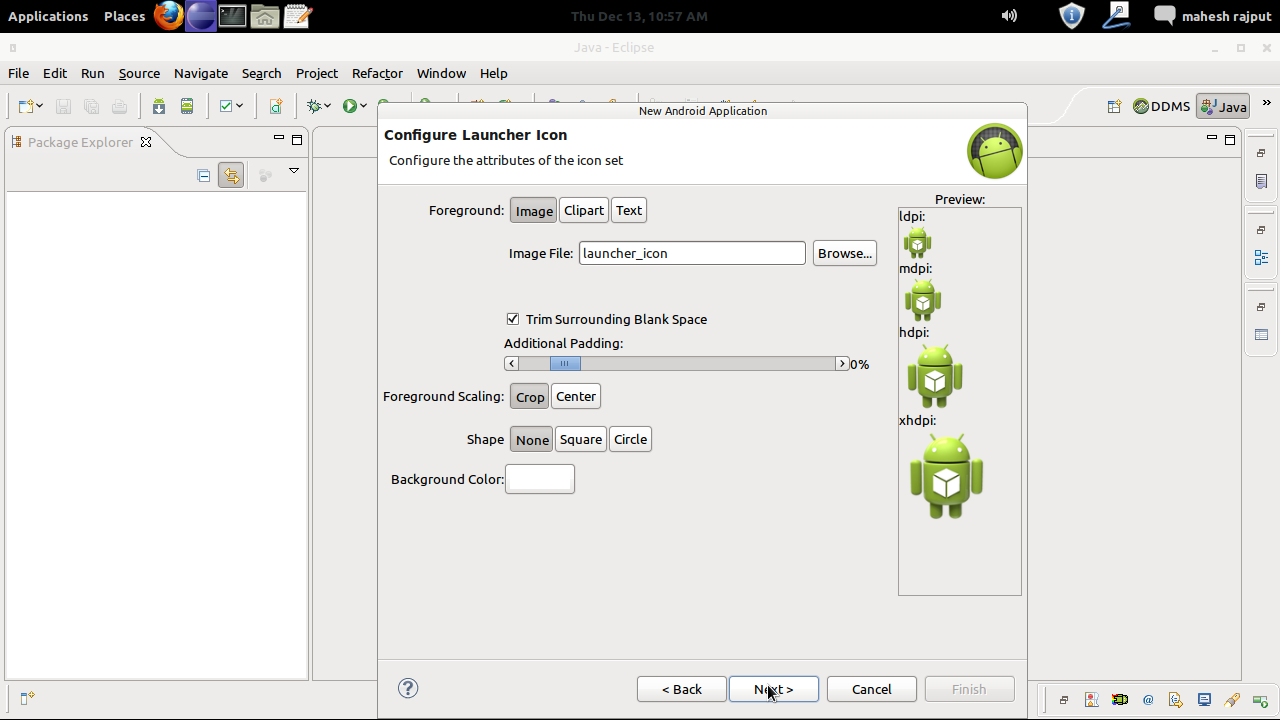 Applications Places Thu Dec 13, 10:57 AM mahesh rajput
Java - Eclipse
File Edit Run Source Navigate Search Project Refactor Window Help
DDMS Java »
New Android Application
Package Explorer
Configure Launcher Icon
Configure the attributes of the icon set
Foreground: Image Clipart Text
Image File: launcher_icon Browse...
Trim Surrounding Blank Space
Additional Padding:
0%
Foreground Scaling: Crop Center
Shape None Square Circle
Background Color:
Preview:
ldpi:
mdpi:
hdpi:
xhdpi:
< Back Next > Cancel Finish